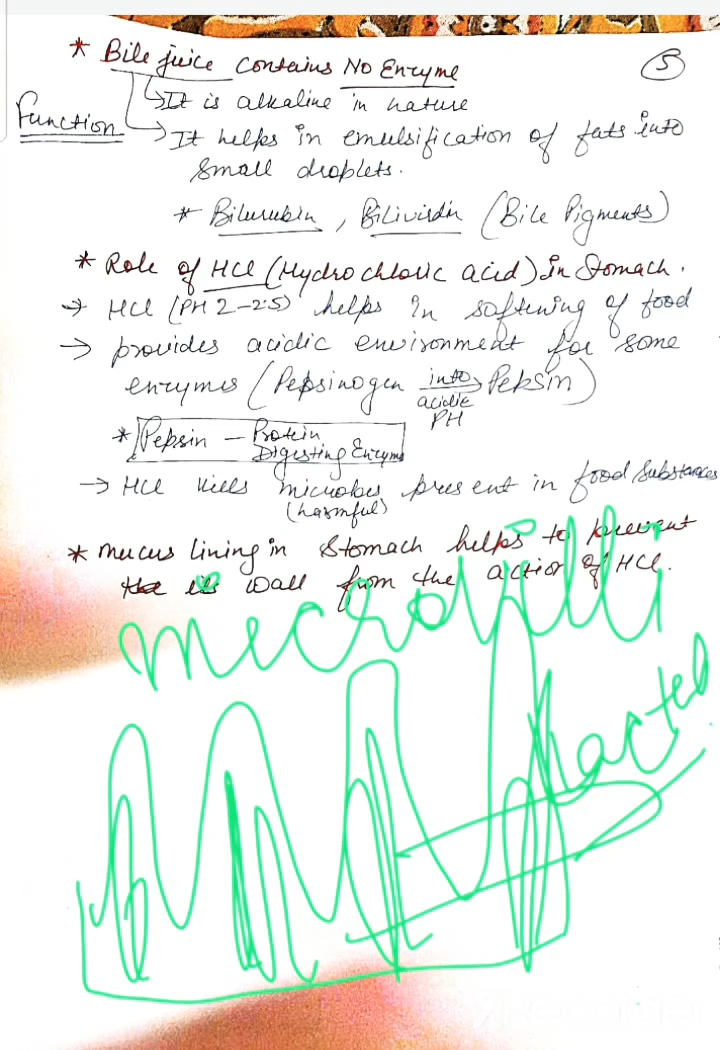 * Bile juice contains No Enzyme
5
↳ It is alkaline in nature
Function
→ It helps in emulsification of fats into
small droplets.
* Bilurubin, Bilivirdin (Bile Pigments)
* Role of HCl (Hydrochloric acid) in Stomach.
→ HCl (PH 2-2.5) helps in softening of food
→ provides acidic environment for some
enzymes (Pepsinogen into→ Pepsin)
acidic
PH
* Pepsin - Protein
Digesting Enzyme
→ HCl kills microbes present in food substances
(harmful)
* mucus lining in Stomach helps to prevent
its wall from the action of HCl.
microvilli
lacteal